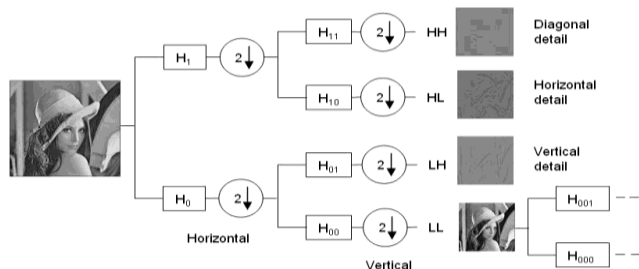 H11 2 HH Diagonal detail
H1 2
H10 2 HL Horizontal detail
H01 2 LH Vertical detail
H0 2
H00 2 LL
H001
H000
Horizontal
Vertical